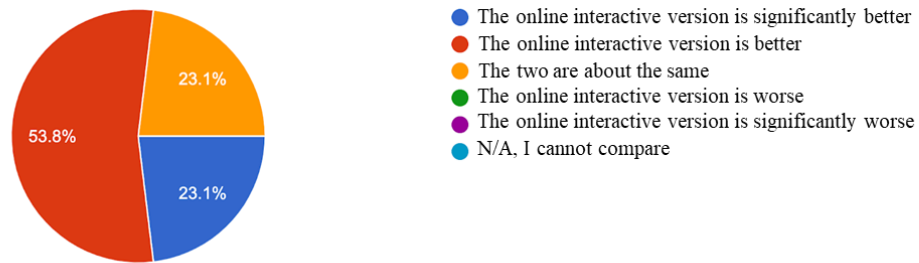 The online interactive version is significantly better
The online interactive version is better
The two are about the same
The online interactive version is worse
The online interactive version is significantly worse
N/A, I cannot compare
23.1%
53.8%
23.1%